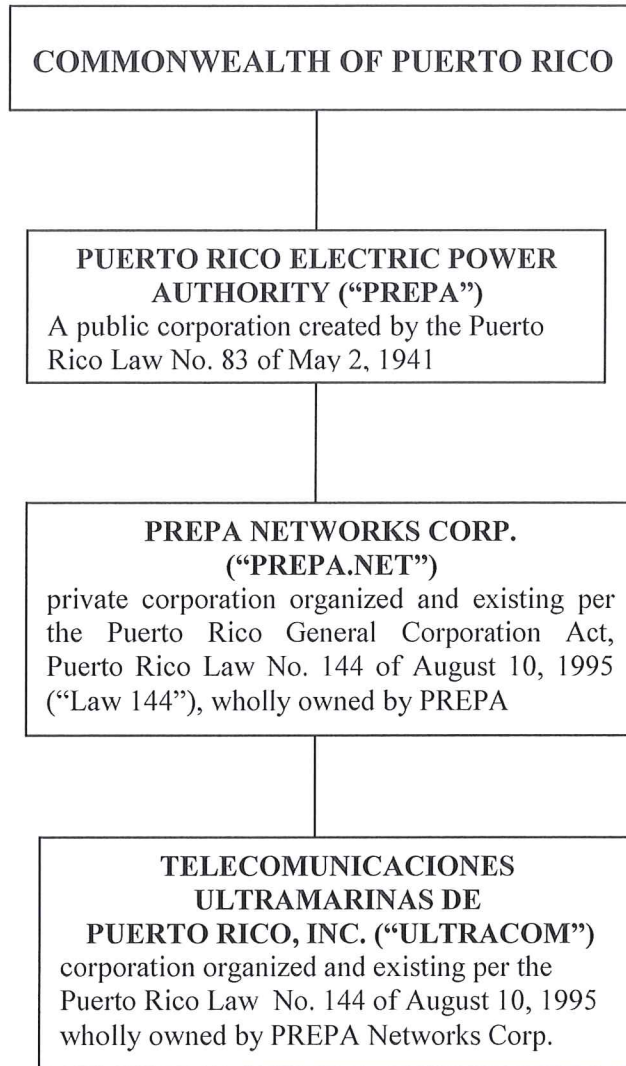 COMMONWEALTH OF PUERTO RICO
PUERTO RICO ELECTRIC POWER
AUTHORITY (“PREPA”)
A public corporation created by the Puerto
Rico Law No. 83 of May 2, 1941
PREPA NETWORKS CORP.
(“PREPA.NET”)
private corporation organized and existing per
the Puerto Rico General Corporation Act,
Puerto Rico Law No. 144 of August 10, 1995
(“Law 144”), wholly owned by PREPA
TELECOMUNICACIONES
ULTRAMARINAS DE
PUERTO RICO, INC. (“ULTRACOM”)
corporation organized and existing per the
Puerto Rico Law No. 144 of August 10, 1995
wholly owned by PREPA Networks Corp.